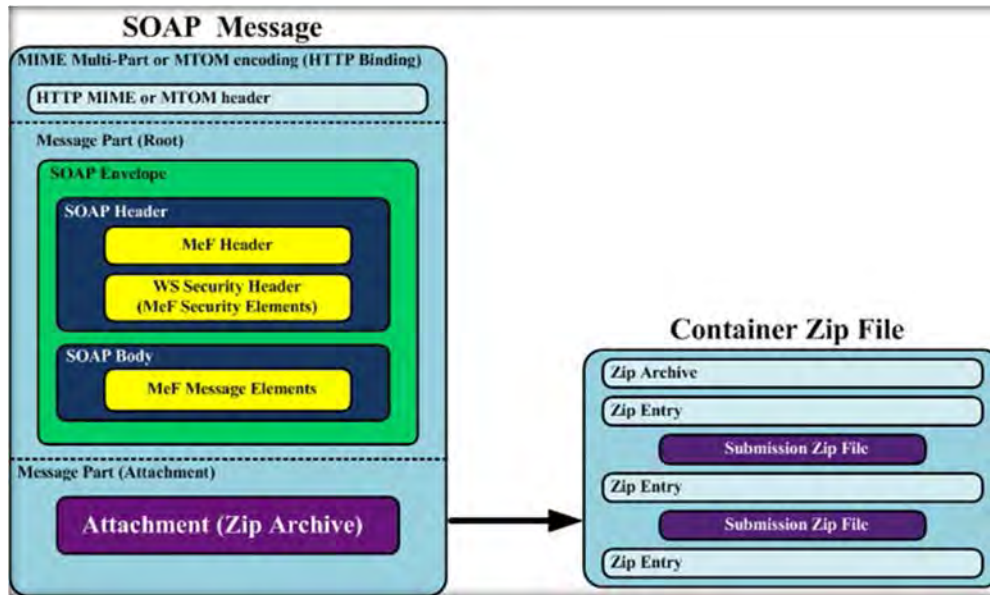 SOAP Message
MIME Multi-Part or MTOM encoding (HTTP Binding)
HTTP MIME or MTOM header
Message Part (Root)
SOAP Envelope
SOAP Header
MeF Header
WS Security Header
(MeF Security Elements)
SOAP Body
MeF Message Elements
Message Part (Attachment)
Attachment (Zip Archive)
Container Zip File
Zip Archive
Zip Entry
Submission Zip File
Zip Entry
Submission Zip File
Zip Entry